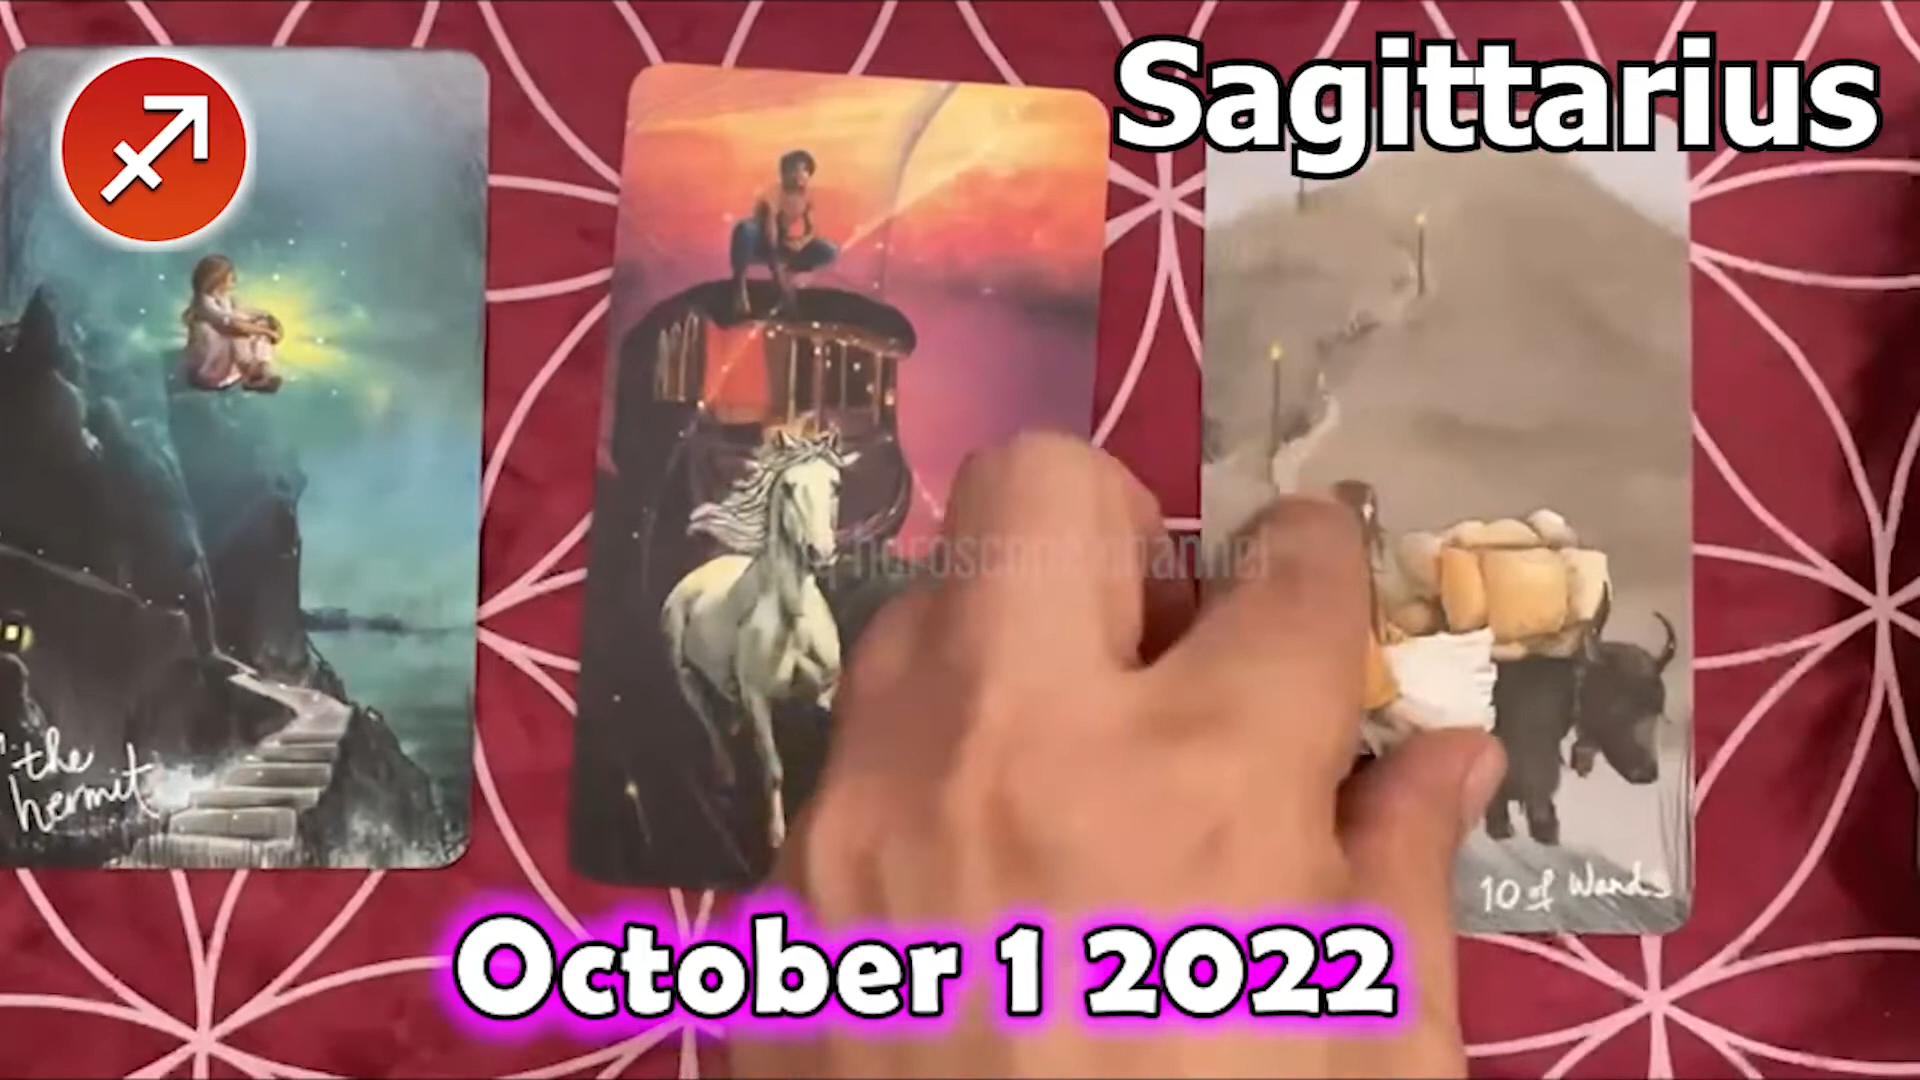 Sagittarius
the
hermit
10 of Wands
October 1 2022